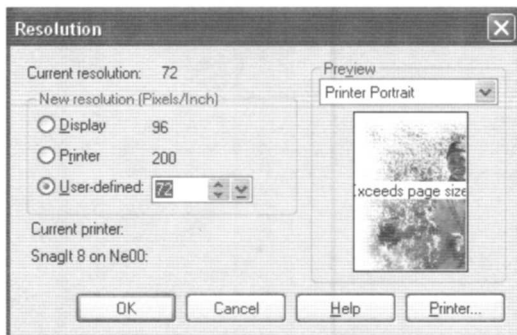 Resolution
Current resolution: 72
New resolution (Pixels/Inch)
Display 96
Printer 200
User-defined: 72
Current printer:
SnagIt 8 on Ne00:
Preview
Printer Portrait
xceeds page size
OK Cancel Help Printer...